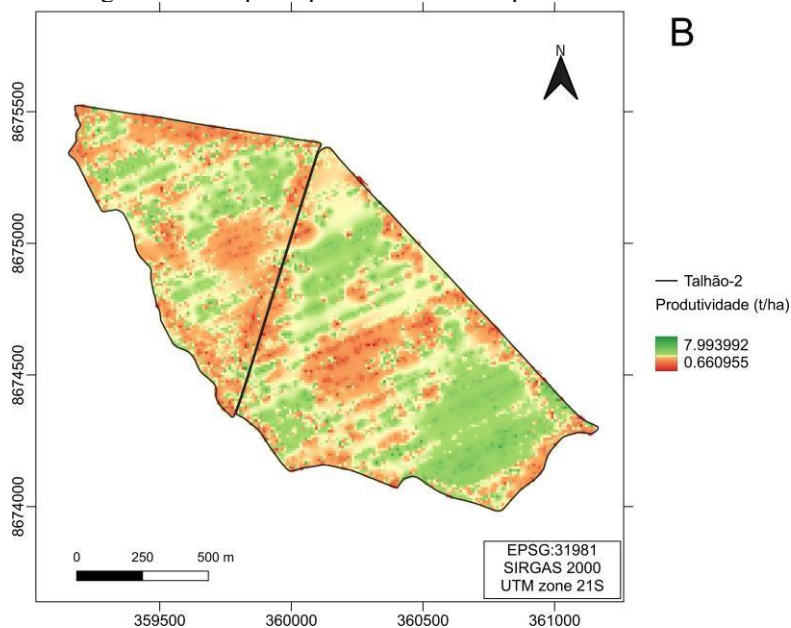 B
N
8675500
8675000
8674500
8674000
Talhão-2
Produtividade (t/ha)
7.993992
0.660955
0 250 500 m
EPSG:31981
SIRGAS 2000
UTM zone 21S
359500 360000 360500 361000